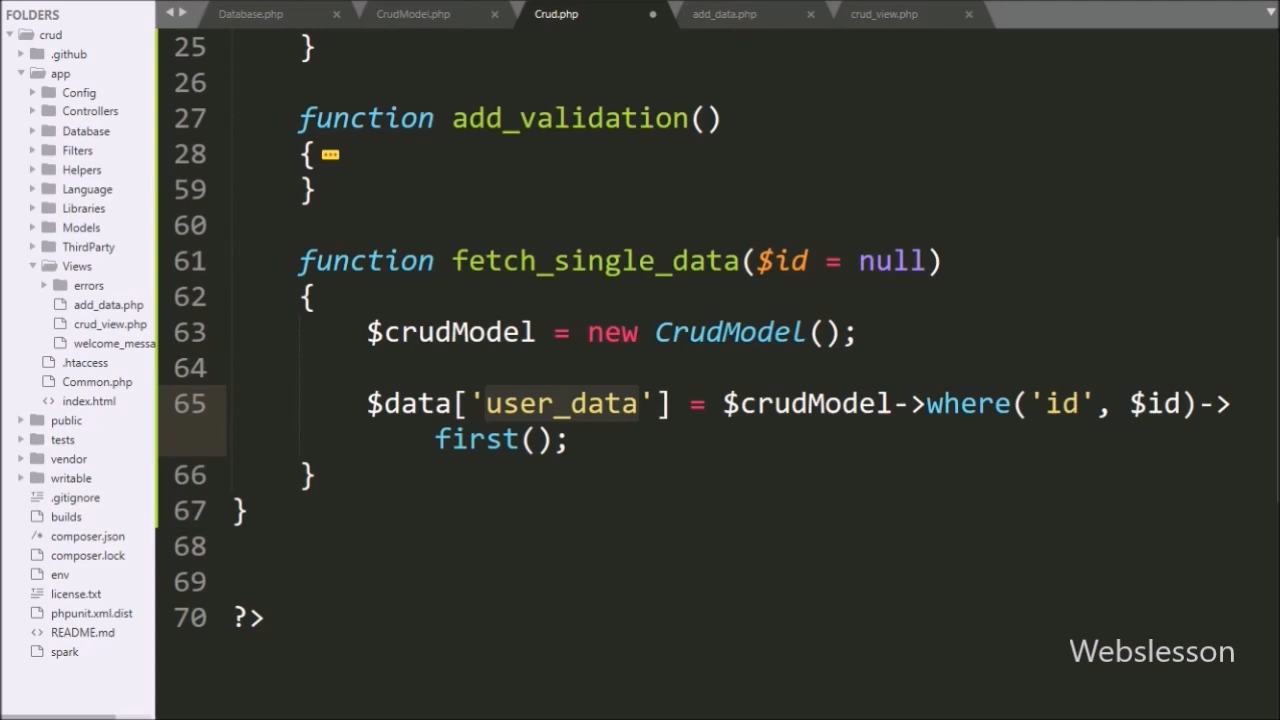 FOLDERS
crud
.github
app
Config
Controllers
Database
Filters
Helpers
Language
Libraries
Models
ThirdParty
Views
errors
add_data.php
crud_view.php
welcome_messa
.htaccess
Common.php
index.html
public
tests
vendor
writable
.gitignore
builds
composer.json
composer.lock
env
license.txt
phpunit.xml.dist
README.md
spark
Database.php
CrudModel.php
Crud.php
add_data.php
crud_view.php
25 }
26
27 function add_validation()
28 {
59 }
60
61 function fetch_single_data($id = null)
62 {
63 $crudModel = new CrudModel();
64
65 $data['user_data'] = $crudModel->where('id', $id)->
first();
66 }
67 }
68
69
70 ?>
Webslesson